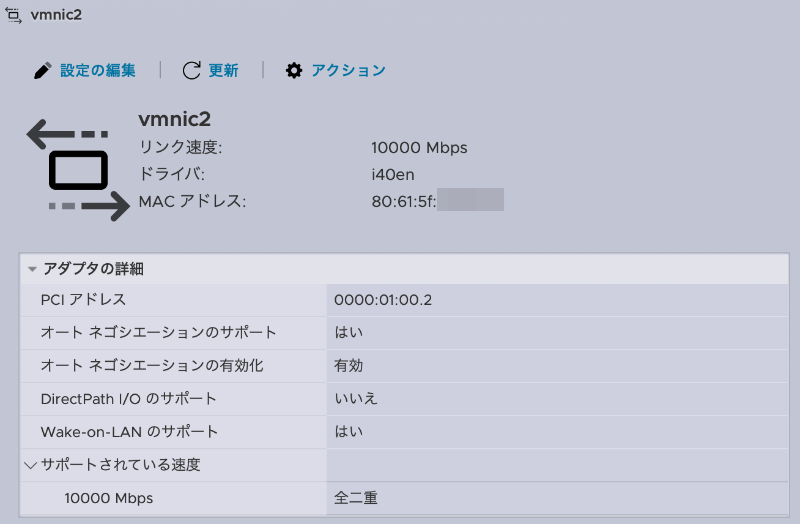 vmnic2
設定の編集 | 更新 | アクション
vmnic2
リンク速度: 10000 Mbps
ドライバ: i40en
MAC アドレス: 80:61:5f:
アダプタの詳細
PCI アドレス 0000:01:00.2
オート ネゴシエーションのサポート はい
オート ネゴシエーションの有効化 有効
DirectPath I/O のサポート いいえ
Wake-on-LAN のサポート はい
サポートされている速度
10000 Mbps 全二重